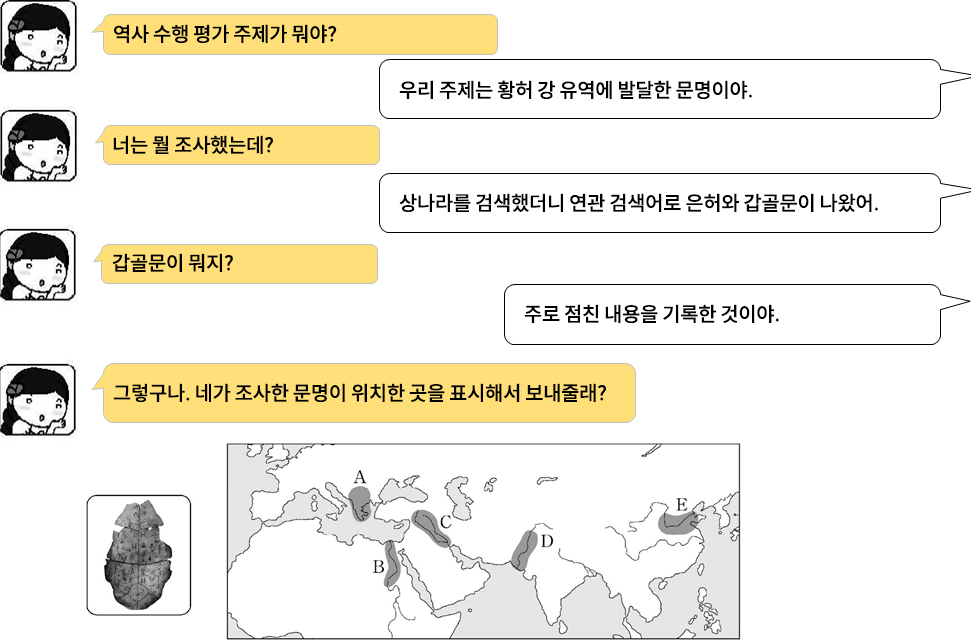 역사 수행 평가 주제가 뭐야?
우리 주제는 황허 강 유역에 발달한 문명이야.
너는 뭘 조사했는데?
상나라를 검색했더니 연관 검색어로 은허와 갑골문이 나왔어.
갑골문이 뭐지?
주로 점친 내용을 기록한 것이야.
그렇구나. 네가 조사한 문명이 위치한 곳을 표시해서 보내줄래?
A
B
C
D
E